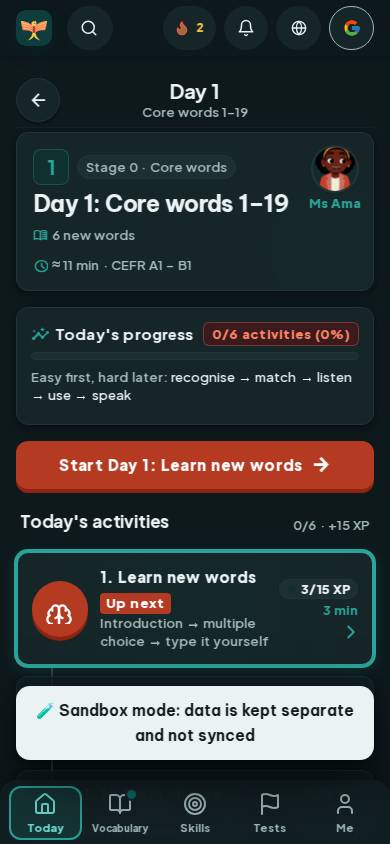 2
Day 1
Core words 1–19
1
Stage 0 · Core words
Day 1: Core words 1–19
Ms Ama
6 new words
≈11 min · CEFR A1 – B1
Today's progress
0/6 activities (0%)
Easy first, hard later: recognise → match → listen
→ use → speak
Start Day 1: Learn new words →
Today's activities
0/6 · +15 XP
1. Learn new words
3/15 XP
Up next
3 min
Introduction → multiple
choice → type it yourself
🧪 Sandbox mode: data is kept separate
and not synced
Today
Vocabulary
Skills
Tests
Me